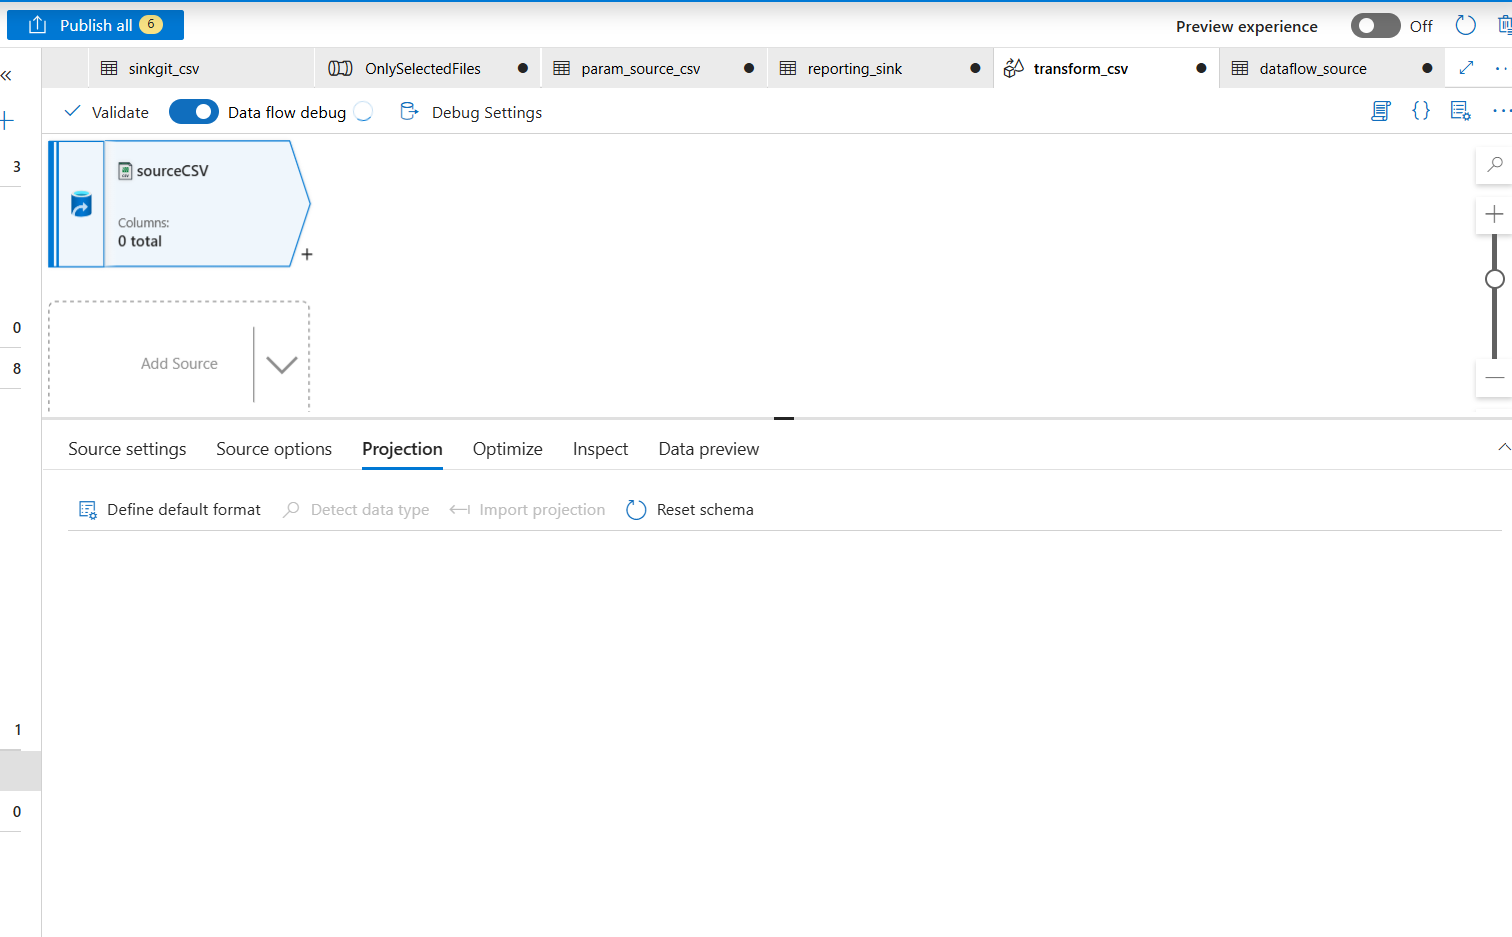 Publish all 6
Preview experience Off
sinkgit_csv OnlySelectedFiles param_source_csv reporting_sink transform_csv dataflow_source
Validate Data flow debug Debug Settings
3
0
8
1
0
sourceCSV
Columns:
0 total
Add Source
Source settings Source options Projection Optimize Inspect Data preview
Define default format Detect data type Import projection Reset schema